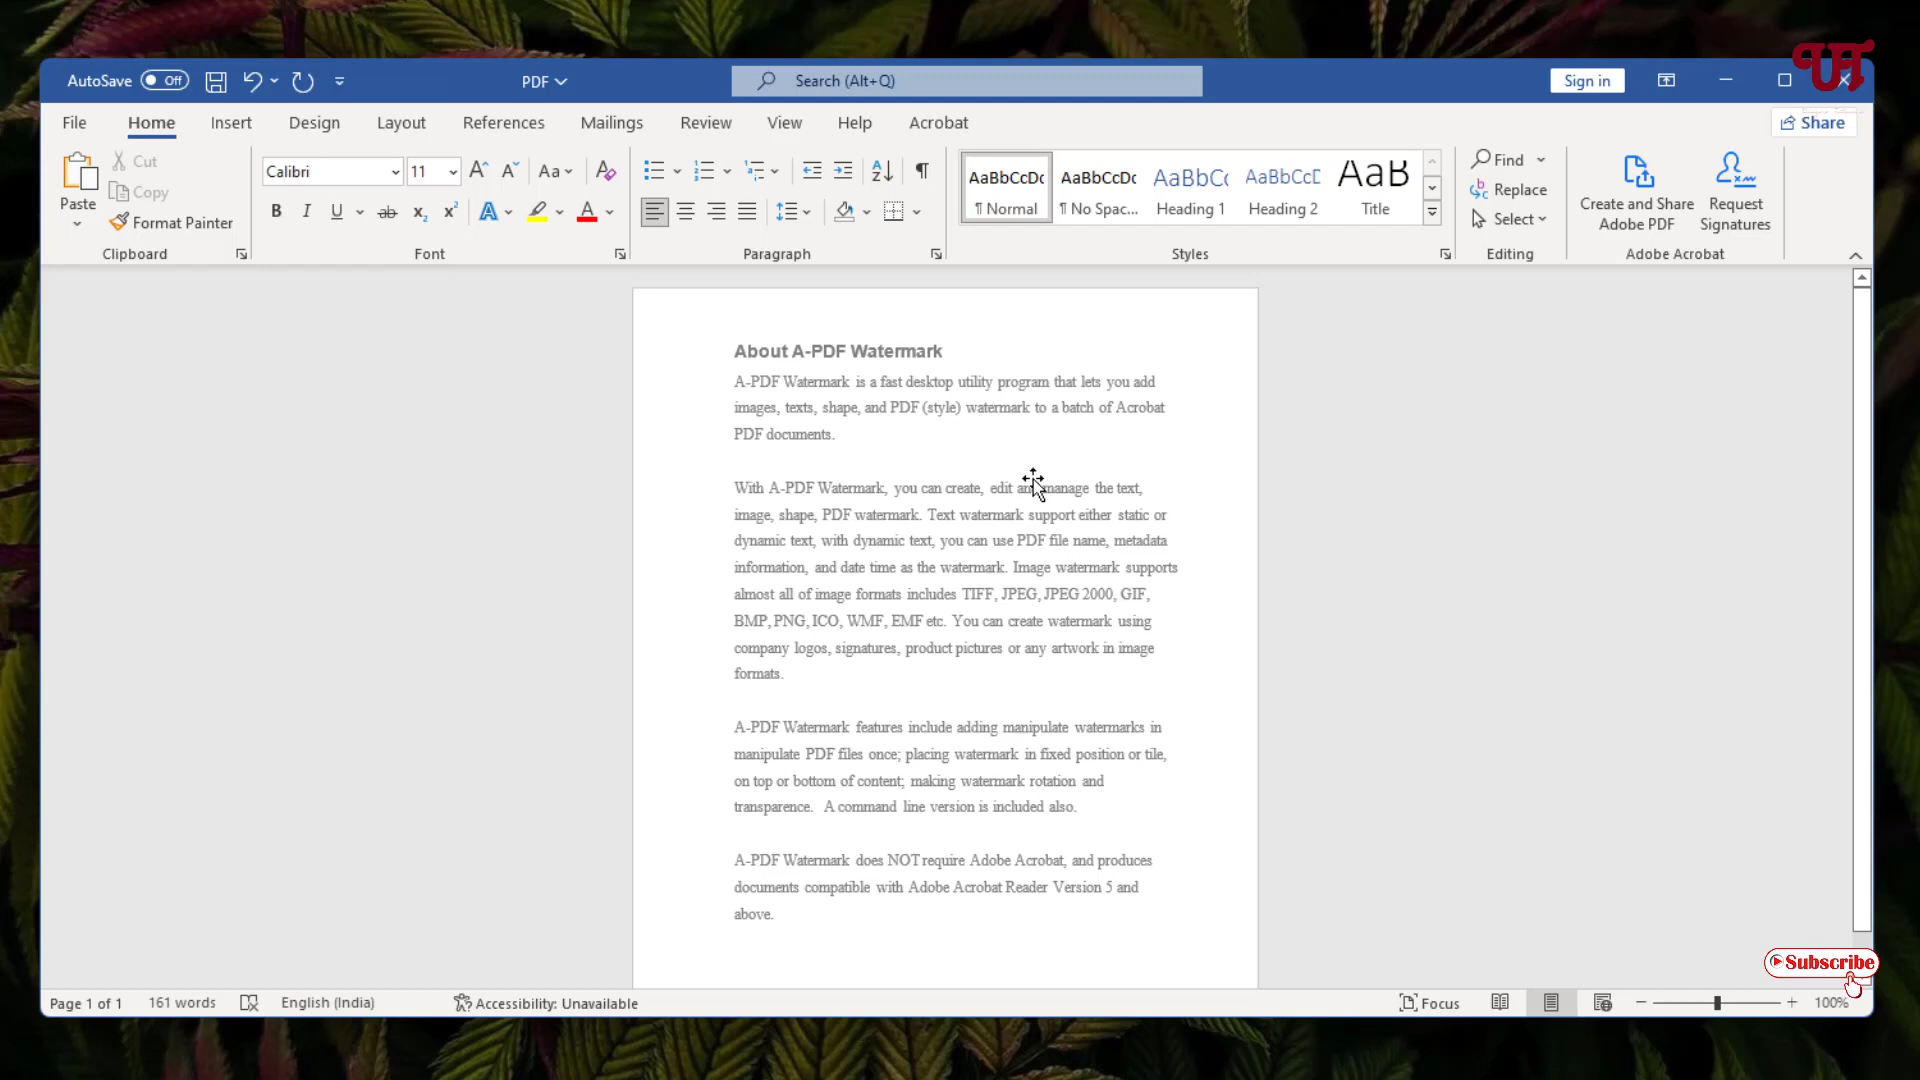 AutoSave Off PDF Search (Alt+Q) Sign in
File Home Insert Design Layout References Mailings Review View Help Acrobat Share
Paste Cut Copy Format Painter Clipboard
Calibri 11 Aa B I U ab x₂ x² A A Font
Paragraph
AaBbCcDc ¶ Normal AaBbCcDc ¶ No Spac... AaBbCc Heading 1 AaBbCcD Heading 2 AaB Title Styles
Find Replace Select Editing
Create and Share Adobe PDF Request Signatures Adobe Acrobat
About A-PDF Watermark
A-PDF Watermark is a fast desktop utility program that lets you add
images, texts, shape, and PDF (style) watermark to a batch of Acrobat
PDF documents.
With A-PDF Watermark, you can create, edit and manage the text,
image, shape, PDF watermark. Text watermark support either static or
dynamic text, with dynamic text, you can use PDF file name, metadata
information, and date time as the watermark. Image watermark supports
almost all of image formats includes TIFF, JPEG, JPEG 2000, GIF,
BMP, PNG, ICO, WMF, EMF etc. You can create watermark using
company logos, signatures, product pictures or any artwork in image
formats.
A-PDF Watermark features include adding manipulate watermarks in
manipulate PDF files once; placing watermark in fixed position or tile,
on top or bottom of content; making watermark rotation and
transparence. A command line version is included also.
A-PDF Watermark does NOT require Adobe Acrobat, and produces
documents compatible with Adobe Acrobat Reader Version 5 and
above.
Subscribe
Page 1 of 1 161 words English (India) Accessibility: Unavailable Focus 100%